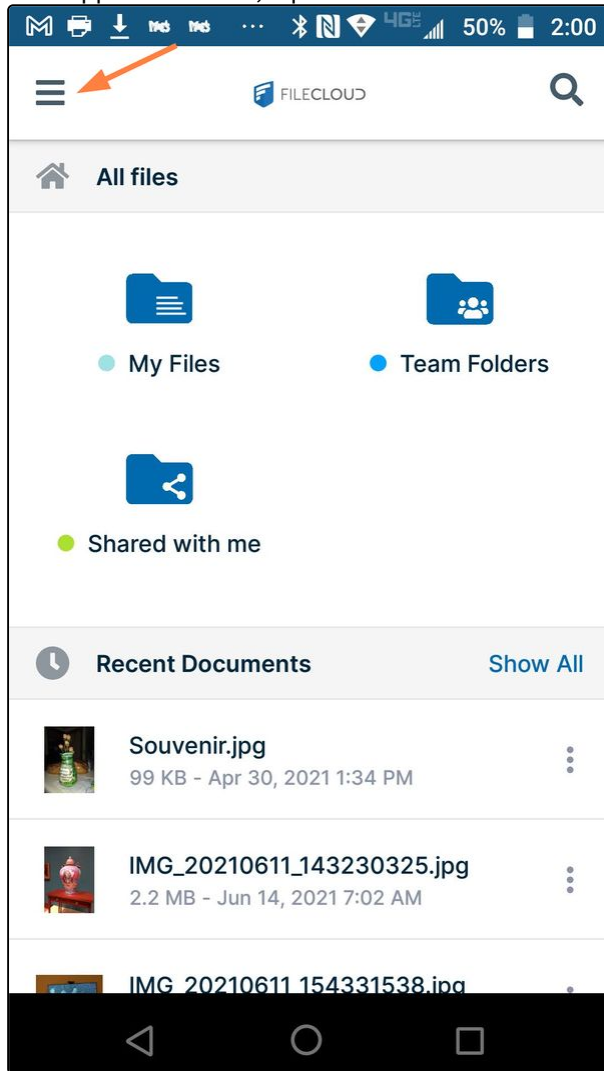 4GE 50% 2:00
FILECLOUD
All files
My Files
Team Folders
Shared with me
Recent Documents Show All
Souvenir.jpg
99 KB - Apr 30, 2021 1:34 PM
IMG_20210611_143230325.jpg
2.2 MB - Jun 14, 2021 7:02 AM
IMG_20210611_154331538.jpg